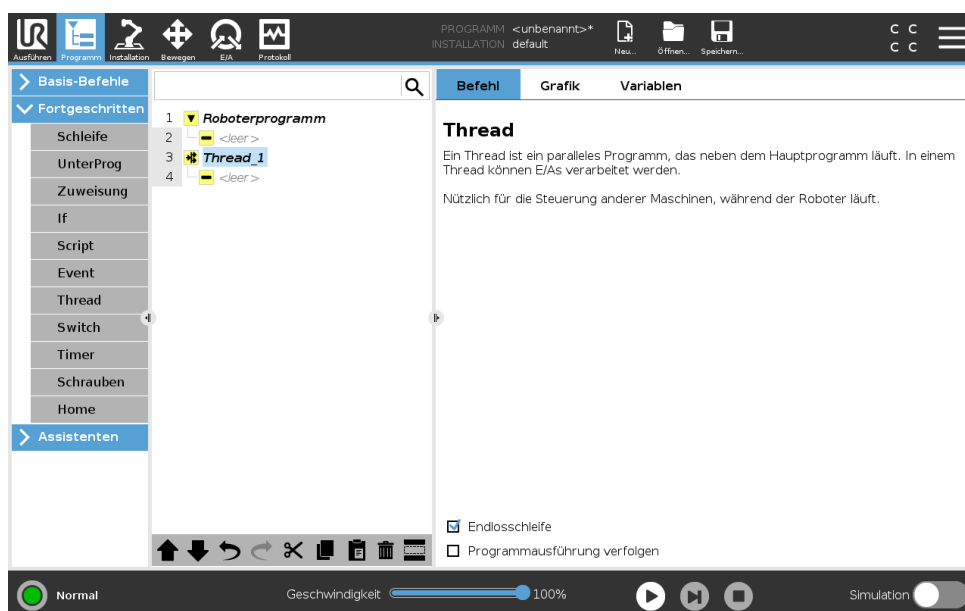 PROGRAMM <unbenannt>*
INSTALLATION default
Ausführen Programm Installation Bewegen E/A Protokoll Neu... Öffnen... Speichern...
C C
C C
Basis-Befehle
Fortgeschritten
Schleife
UnterProg
Zuweisung
If
Script
Event
Thread
Switch
Timer
Schrauben
Home
Assistenten
1 Roboterprogramm
2 <leer>
3 Thread_1
4 <leer>
Befehl Grafik Variablen
Thread
Ein Thread ist ein paralleles Programm, das neben dem Hauptprogramm läuft. In einem
Thread können E/As verarbeitet werden.
Nützlich für die Steuerung anderer Maschinen, während der Roboter läuft.
Endlosschleife
Programmausführung verfolgen
Normal Geschwindigkeit 100% Simulation